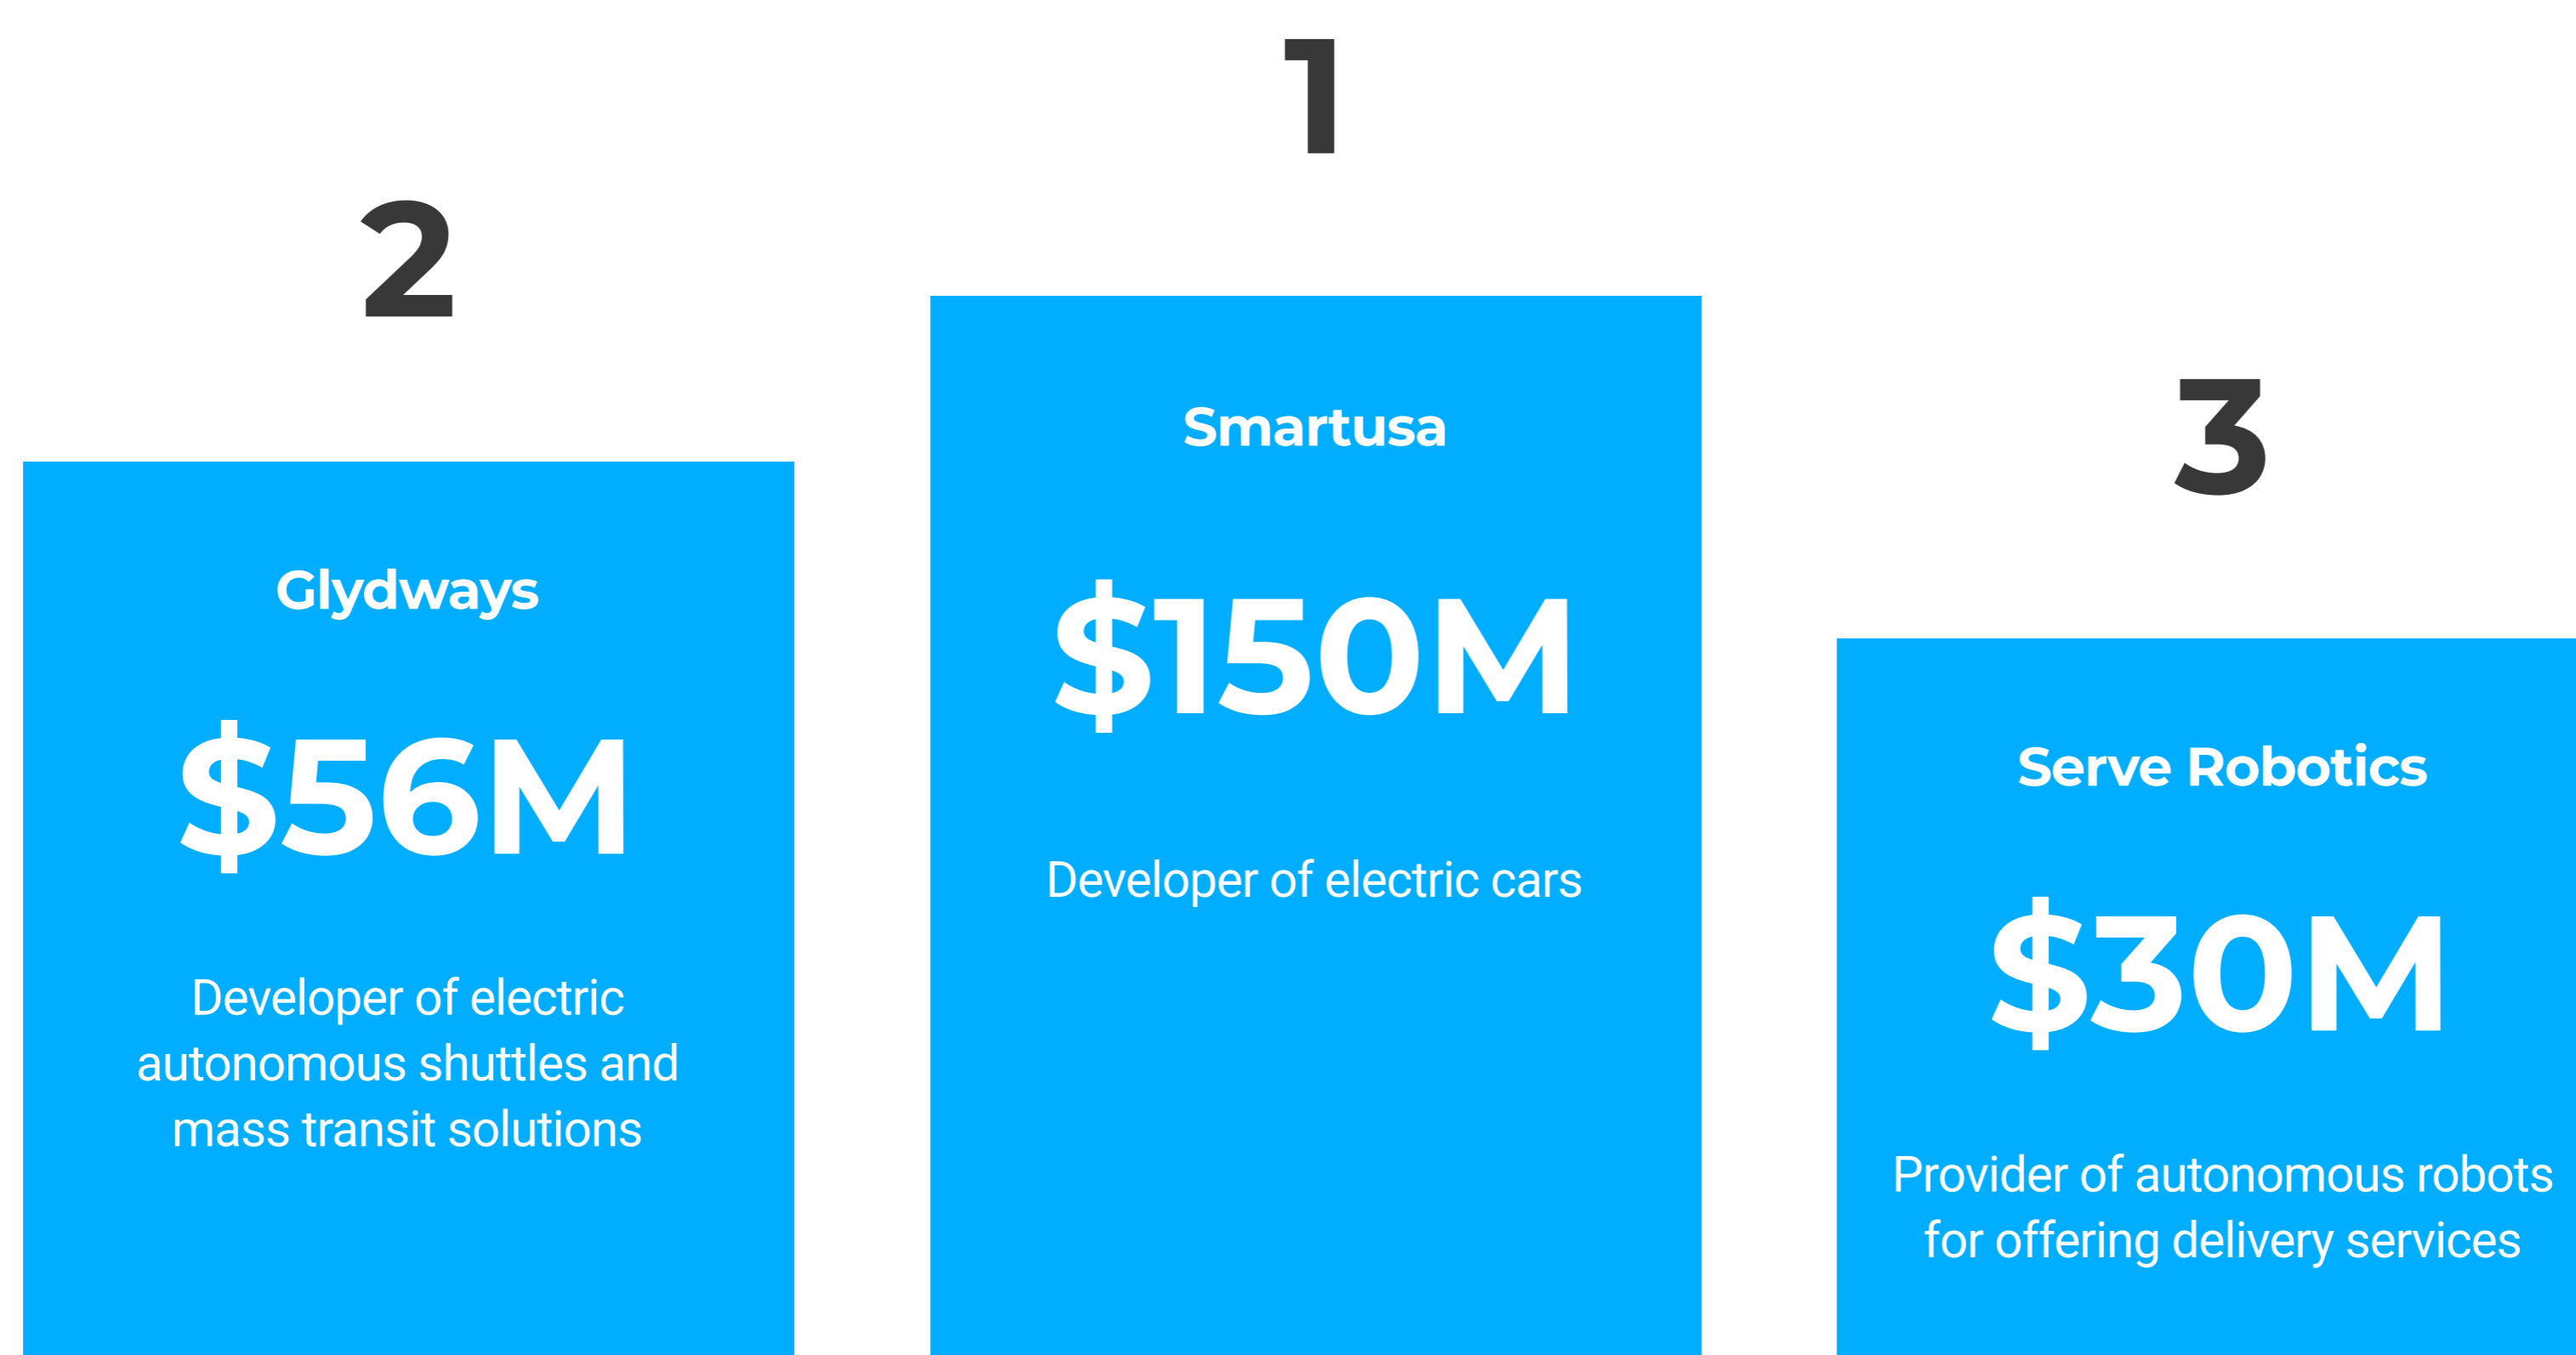 2
Glydways
$56M
Developer of electric
autonomous shuttles and
mass transit solutions
1
Smartusa
$150M
Developer of electric cars
3
Serve Robotics
$30M
Provider of autonomous robots
for offering delivery services